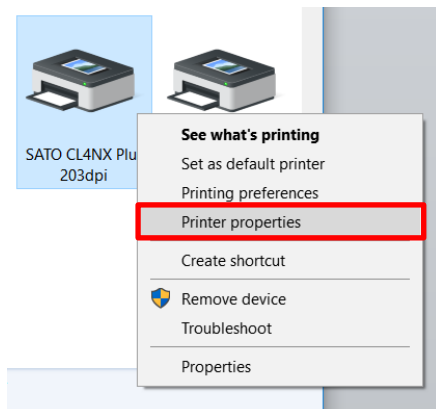 SATO CL4NX Plu
203dpi
See what's printing
Set as default printer
Printing preferences
Printer properties
Create shortcut
Remove device
Troubleshoot
Properties